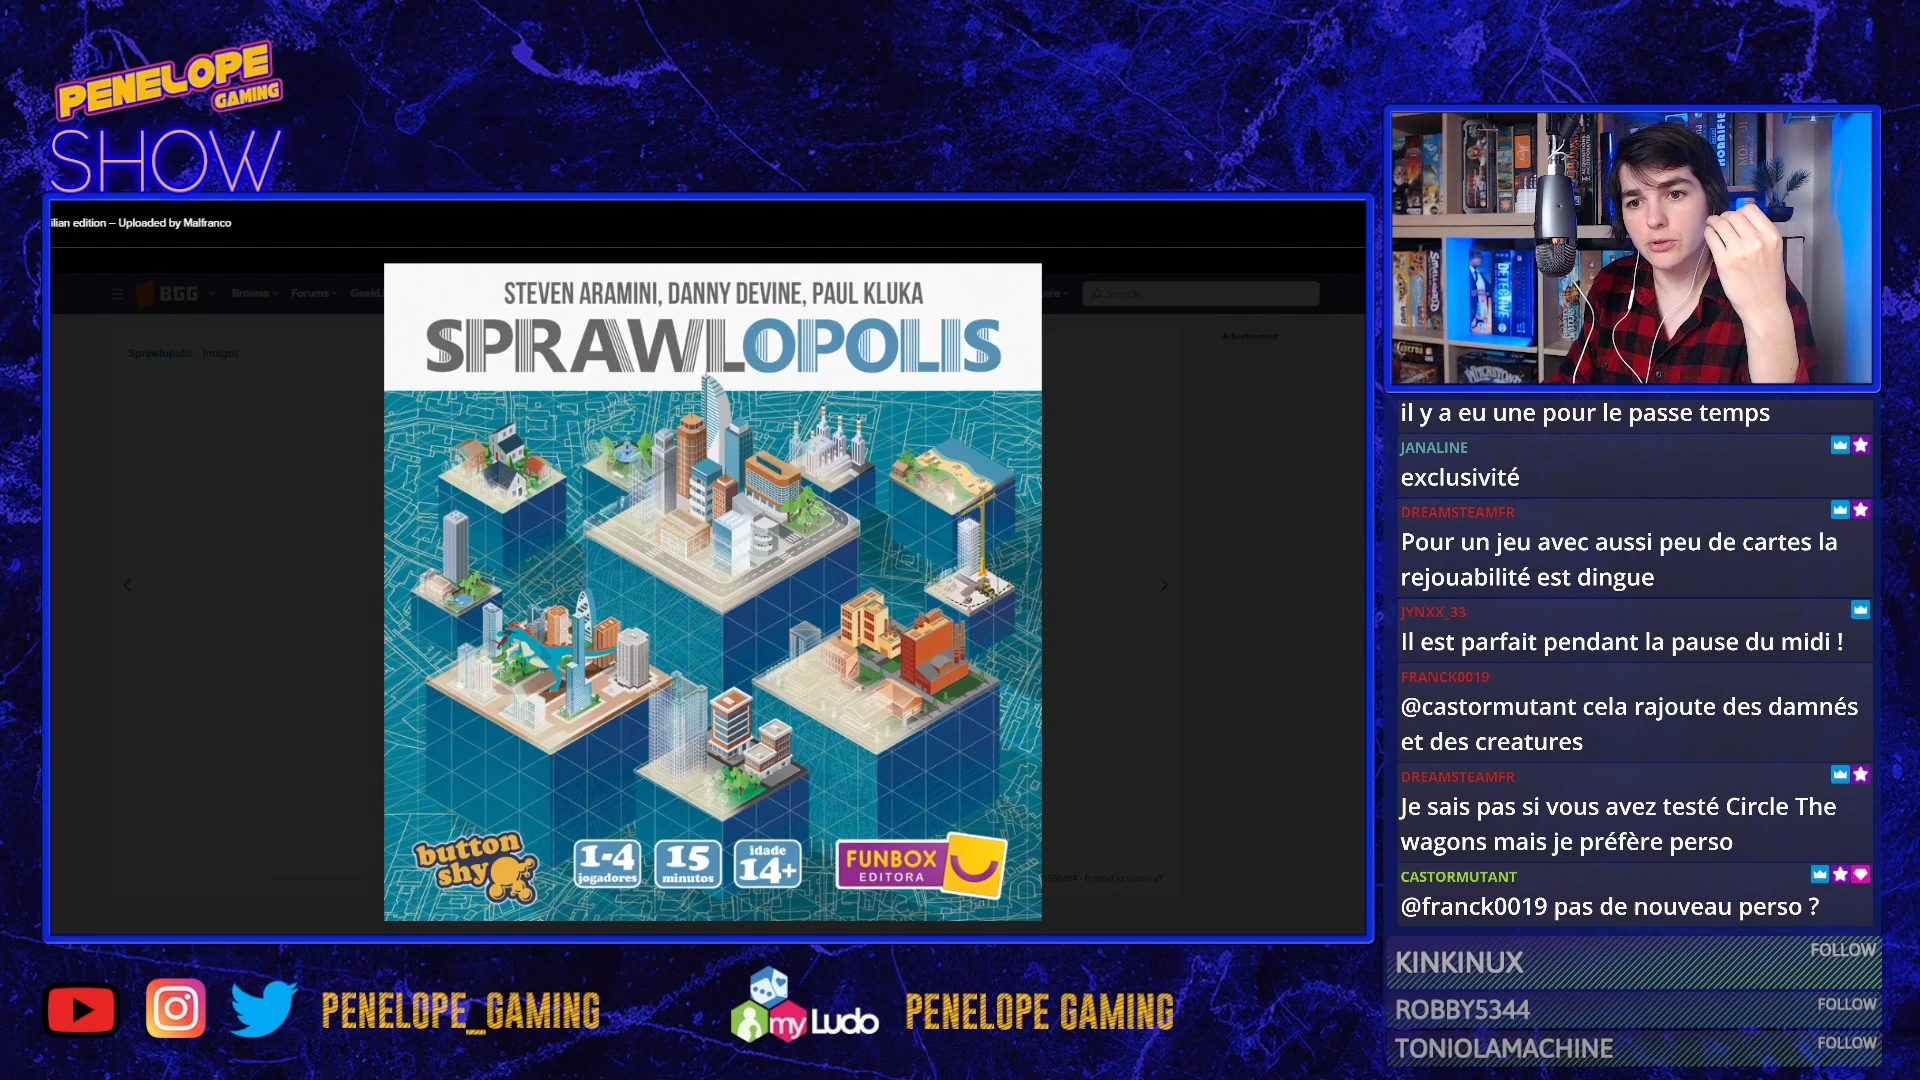 PENELOPE
GAMING
SHOW
ilian edition – Uploaded by Malfranco
BGG
Browse
Forums
GeekL
Search
Sprawlopolis / Images
Advertisement
STEVEN ARAMINI, DANNY DEVINE, PAUL KLUKA
SPRAWLOPOLIS
button
shy
1-4
jogadores
15
minutos
idade
14+
FUNBOX
EDITORA
HORRIFIED
DETECTIVE
il y a eu une pour le passe temps
JANALINE
exclusivité
DREAMSTEAMFR
Pour un jeu avec aussi peu de cartes la
rejouabilité est dingue
JYNXX_33
Il est parfait pendant la pause du midi !
FRANCK0019
@castormutant cela rajoute des damnés
et des creatures
DREAMSTEAMFR
Je sais pas si vous avez testé Circle The
wagons mais je préfère perso
CASTORMUTANT
@franck0019 pas de nouveau perso ?
KINKINUX
FOLLOW
ROBBY5344
FOLLOW
TONIOLAMACHINE
FOLLOW
PENELOPE_GAMING
my Ludo
PENELOPE GAMING